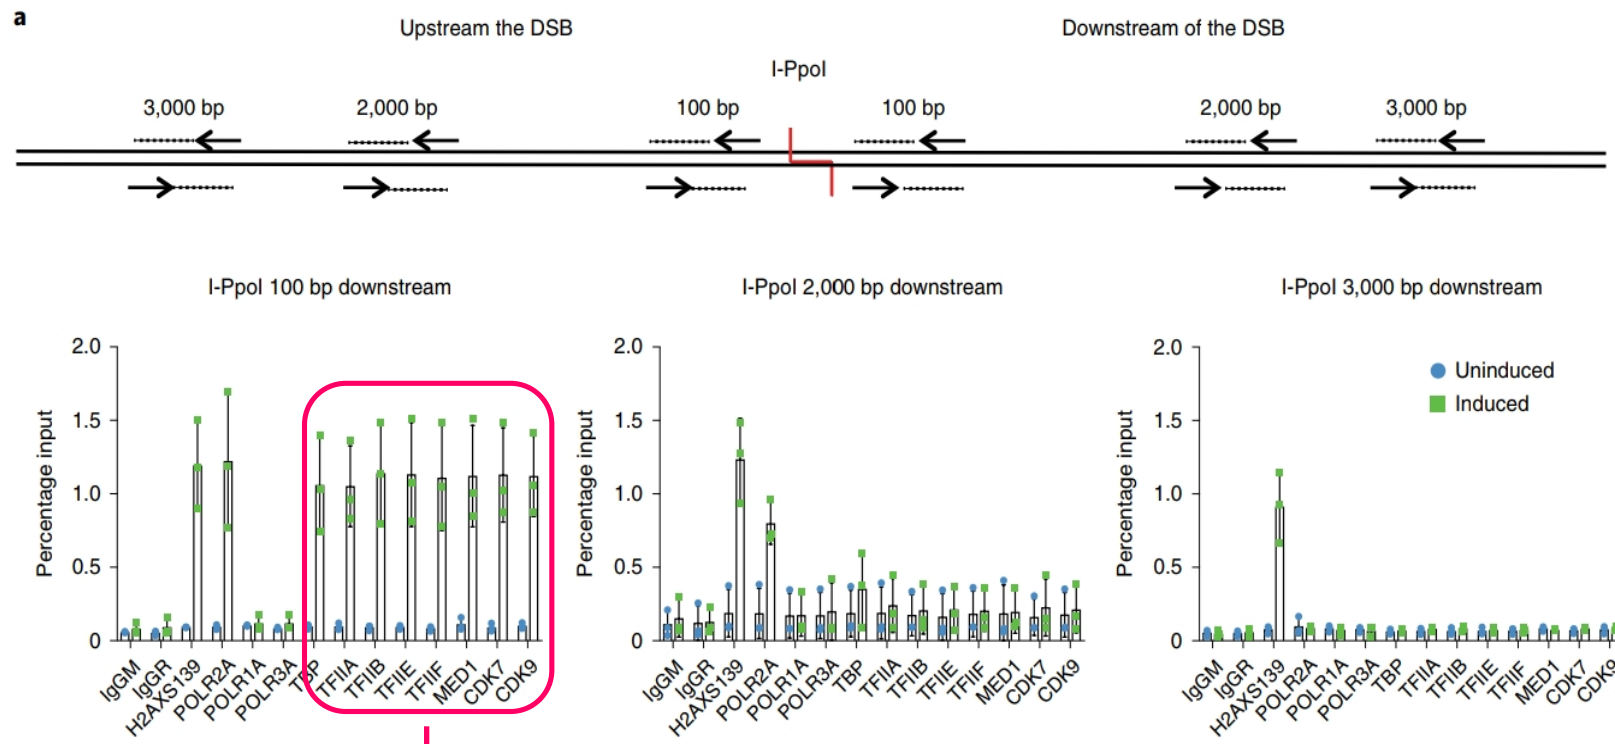 a
Upstream the DSB
Downstream of the DSB
I-PpoI
3,000 bp
2,000 bp
100 bp
100 bp
2,000 bp
3,000 bp
I-PpoI 100 bp downstream
Percentage input
2.0
1.5
1.0
0.5
0
IgGM
IgGR
H2AXS139
POLR2A
POLR1A
POLR3A
TBP
TFIIA
TFIIB
TFIIE
TFIIF
MED1
CDK7
CDK9
I-PpoI 2,000 bp downstream
Percentage input
2.0
1.5
1.0
0.5
0
IgGM
IgGR
H2AXS139
POLR2A
POLR1A
POLR3A
TBP
TFIIA
TFIIB
TFIIE
TFIIF
MED1
CDK7
CDK9
I-PpoI 3,000 bp downstream
Percentage input
2.0
1.5
1.0
0.5
0
Uninduced
Induced
IgGM
IgGR
H2AXS139
POLR2A
POLR1A
POLR3A
TBP
TFIIA
TFIIB
TFIIE
TFIIF
MED1
CDK7
CDK9